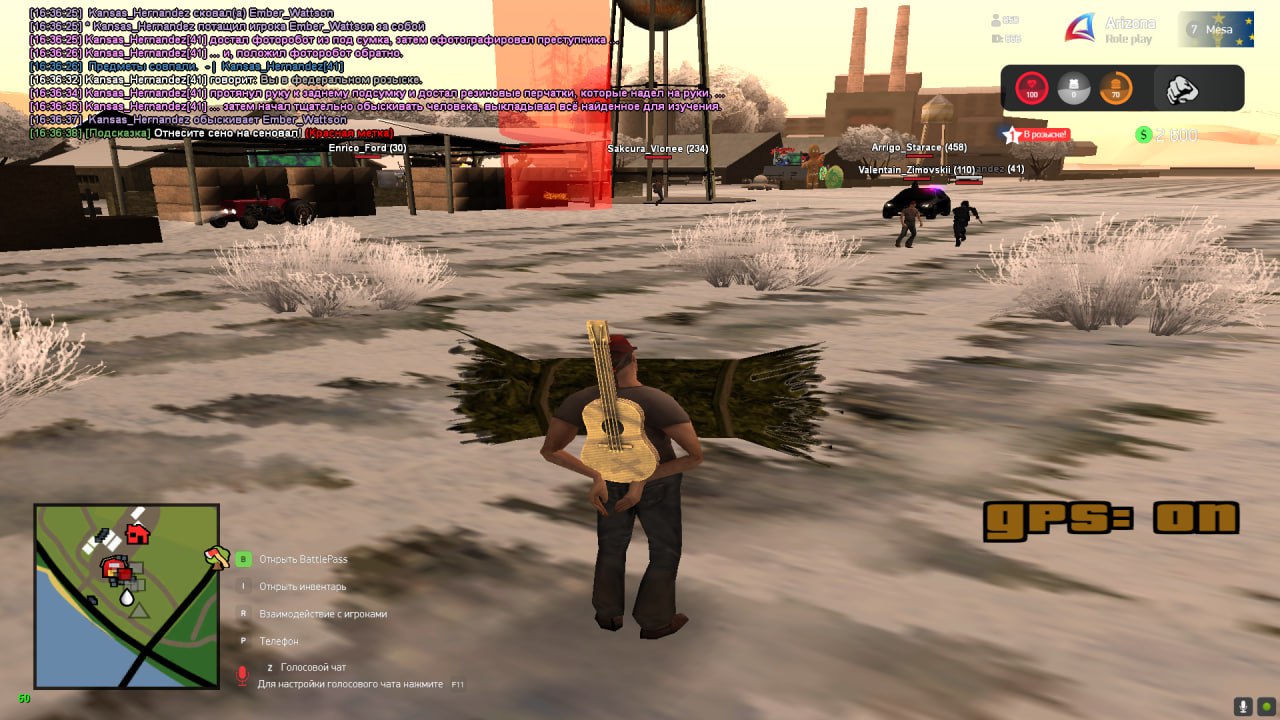 [16:36:25] Kansas_Hernandez сковал(а) Ember_Wattson
[16:36:25] * Kansas_Hernandez потащил игрока Ember_Wattson за собой
[16:36:25] Kansas_Hernandez[41] достал фоторобот из под сумка, затем сфотографировал преступника ...
[16:36:28] Kansas_Hernandez[41] ... и, положил фоторобот обратно.
[16:36:28] Предметы совпали. - | Kansas_Hernandez[41]
[16:36:32] Kansas_Hernandez[41] говорит: Вы в федеральном розыске.
[16:36:34] Kansas_Hernandez[41] протянул руку к заднему подсумку и достал резиновые перчатки, которые надел на руки, ...
[16:36:35] Kansas_Hernandez[41] ... затем начал тщательно обыскивать человека, выкладывая всё найденное для изучения.
[16:36:37] Kansas_Hernandez обыскивает Ember_Wattson
[16:36:38] [Подсказка] Отнесите сено на сеновал! (Красная метка)
Arizona
Role play
7 Mesa
100
0
70
В розыске!
$
Enrico_Ford (30)
Sakcura_Vionee (234)
Arrigo_Starace (458)
Valentain_Zimovskii (110)
(41)
gps: on
B Открыть BattlePass
I Открыть инвентарь
R Взаимодействие с игроками
P Телефон
Z Голосовой чат
Для настройки голосового чата нажмите F11
60